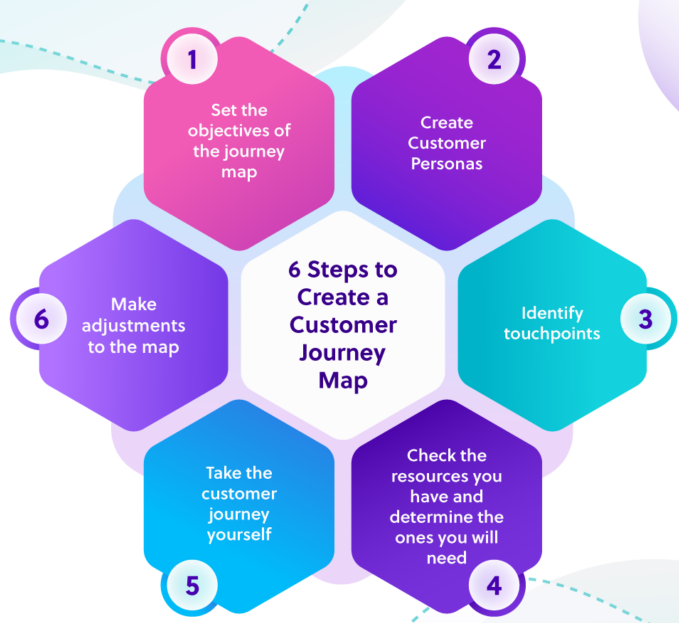 6 Steps to
Create a
Customer
Journey
Map
1
Set the
objectives of
the journey
map
2
Create
Customer
Personas
3
Identify
touchpoints
4
Check the
resources you
have and
determine the
ones you will
need
5
Take the
customer
journey
yourself
6
Make
adjustments
to the map